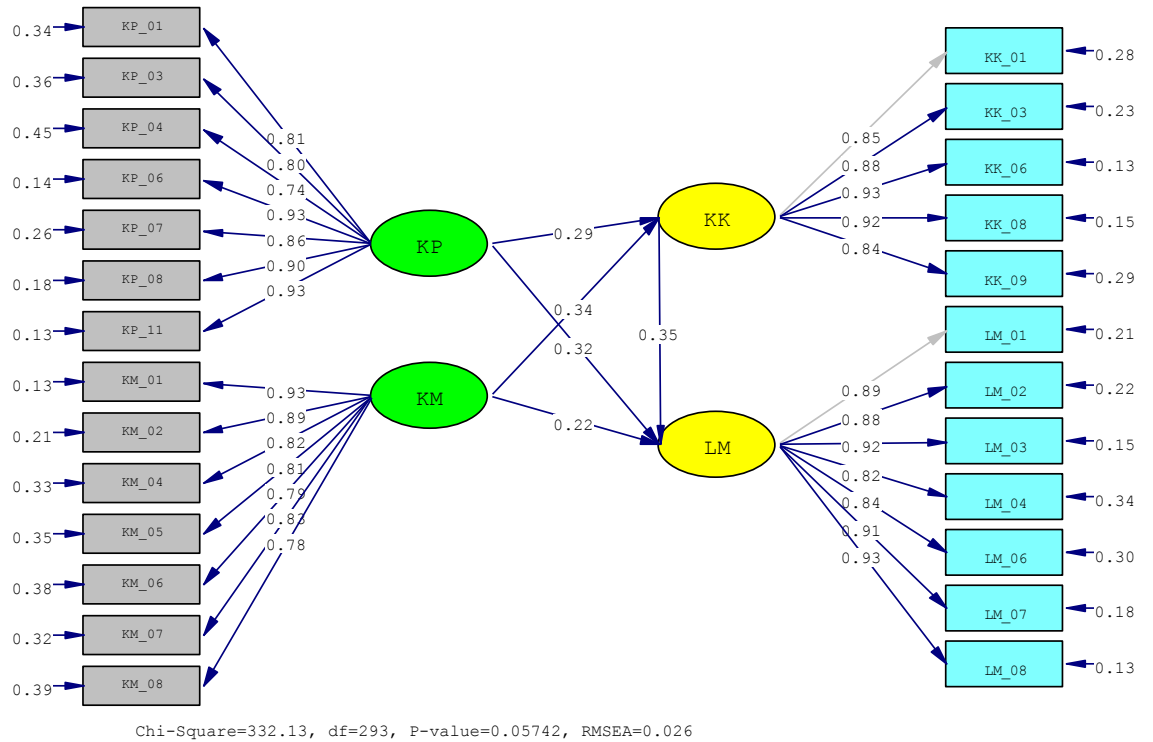 0.34 KP_01
0.36 KP_03
0.45 KP_04
0.14 KP_06
0.26 KP_07
0.18 KP_08
0.13 KP_11
0.13 KM_01
0.21 KM_02
0.33 KM_04
0.35 KM_05
0.38 KM_06
0.32 KM_07
0.39 KM_08
0.81
0.80
0.74
0.93
0.86
0.90
0.93
0.93
0.89
0.82
0.81
0.79
0.83
0.78
KP
KM
0.29
0.34
0.32
0.22
0.35
KK
LM
0.85
0.88
0.93
0.92
0.84
0.89
0.88
0.92
0.82
0.84
0.91
0.93
KK_01 0.28
KK_03 0.23
KK_06 0.13
KK_08 0.15
KK_09 0.29
LM_01 0.21
LM_02 0.22
LM_03 0.15
LM_04 0.34
LM_06 0.30
LM_07 0.18
LM_08 0.13
Chi-Square=332.13, df=293, P-value=0.05742, RMSEA=0.026